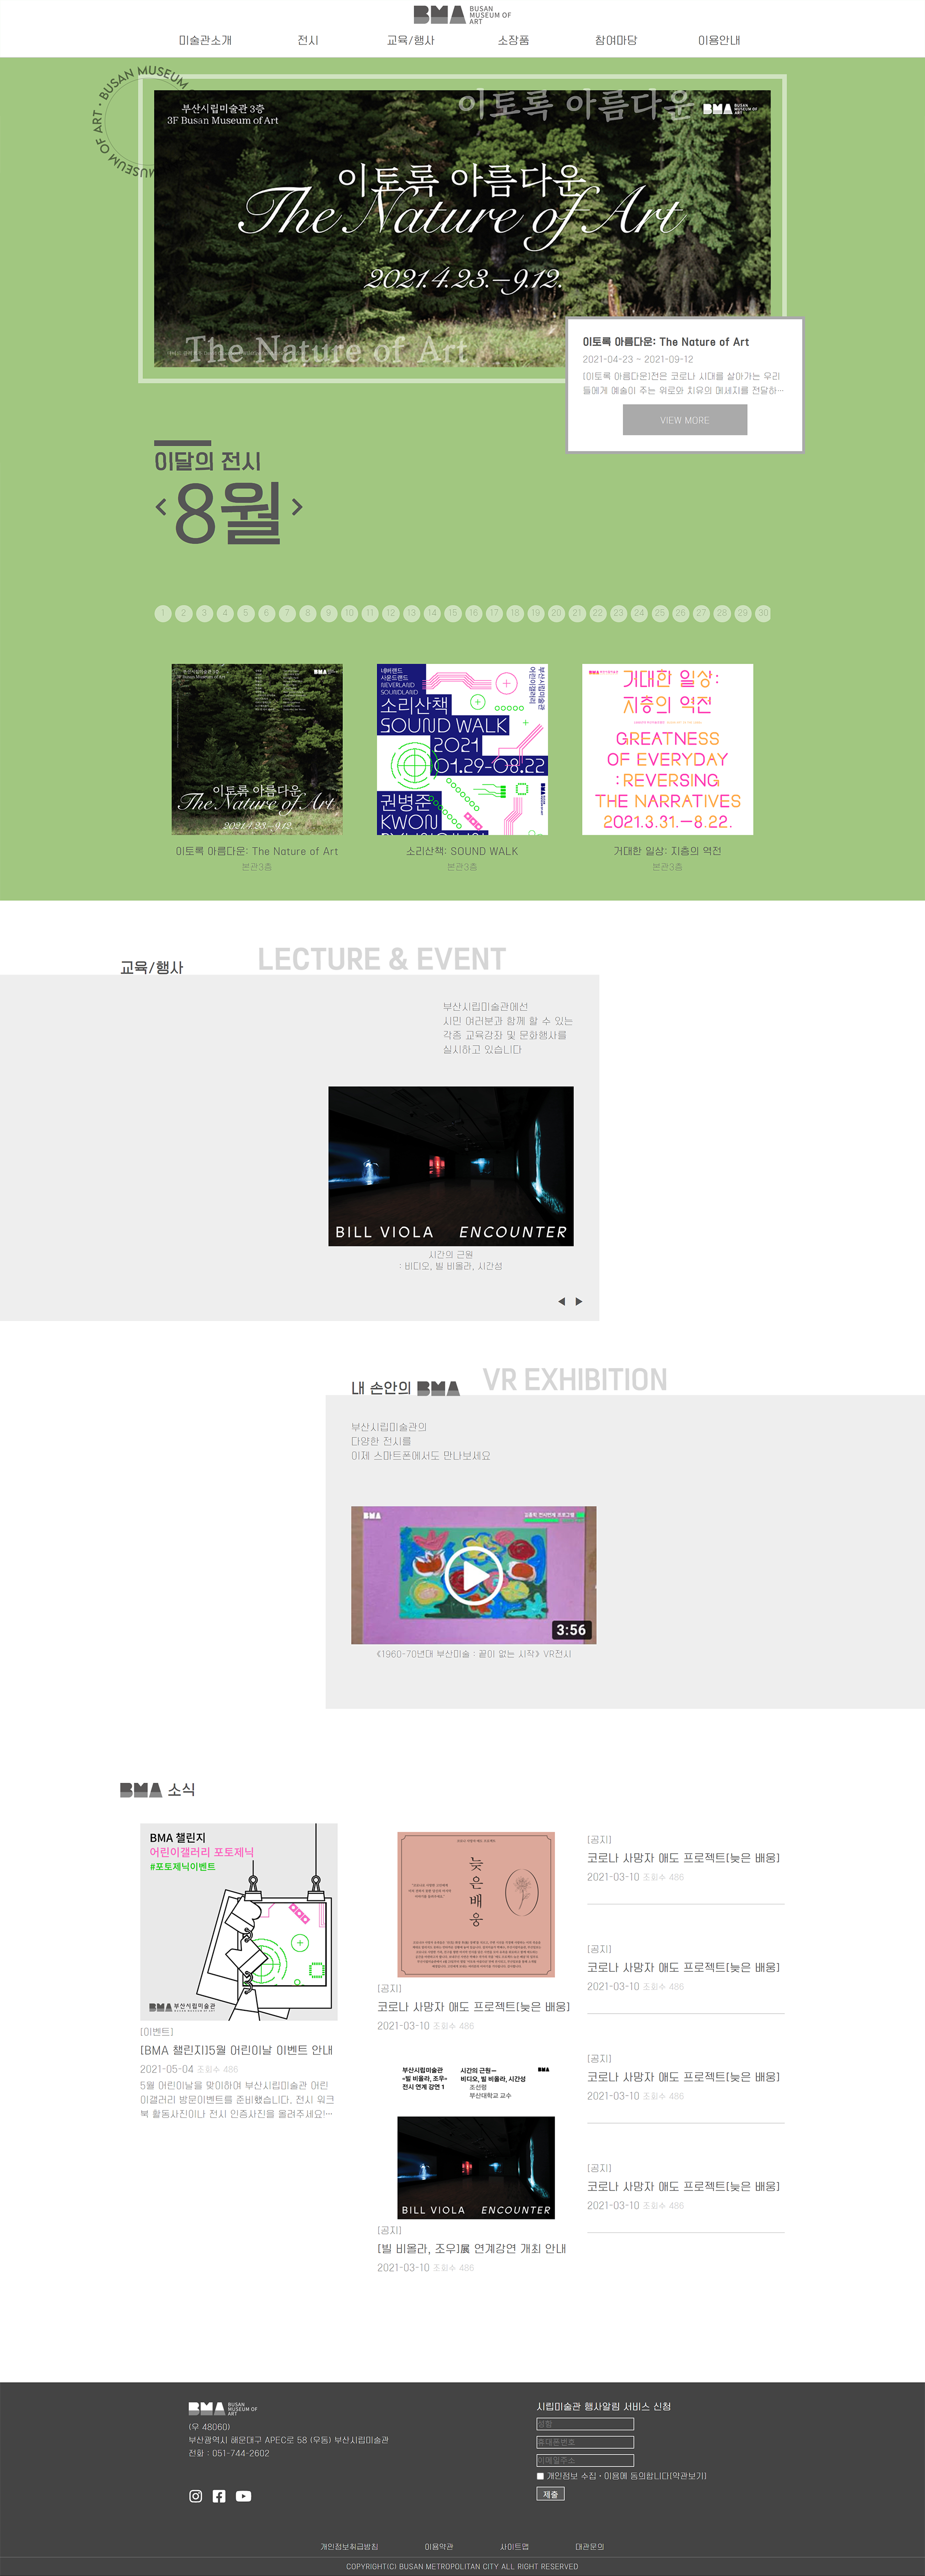 BMA BUSAN
MUSEUM OF
ART
미술관소개 전시 교육/행사 소장품 참여마당 이용안내
MUSEUM OF ART • BUSAN MUSEUM
부산시립미술관 3층
3F Busan Museum of Art
이토록 아름다운
BMA BUSAN
MUSEUM OF
ART
이토록 아름다운
The Nature of Art
2021.4.23.–9.12.
The Nature of Art
이토록 아름다운: The Nature of Art
2021-04-23 ~ 2021-09-12
[이토록 아름다운]전은 코로나 시대를 살아가는 우리
들에게 예술이 주는 위로와 치유의 메세지를 전달하…
VIEW MORE
이달의 전시
8월
1 2 3 4 5 6 7 8 9 10 11 12 13 14 15 16 17 18 19 20 21 22 23 24 25 26 27 28 29 30
BMA
이토록 아름다운
The Nature of Art
2021.4.23.–9.12.
네버랜드
사운드랜드
NEVERLAND
SOUNDLAND
부산시립미술관
어린이갤러리
소리산책
SOUND WALK
2021
01.29-08.22
권병준
KWON
BMA
거대한 일상:
지층의 역전
GREATNESS
OF EVERYDAY
: REVERSING
THE NARRATIVES
2021.3.31.–8.22.
이토록 아름다운: The Nature of Art
본관3층
소리산책: SOUND WALK
본관3층
거대한 일상: 지층의 역전
본관3층
교육/행사 LECTURE & EVENT
부산시립미술관에선
시민 여러분과 함께 할 수 있는
각종 교육강좌 및 문화행사를
실시하고 있습니다
BILL VIOLA ENCOUNTER
시간의 근원
: 비디오, 빌 비올라, 시간성
내 손안의 BMA VR EXHIBITION
부산시립미술관의
다양한 전시를
이제 스마트폰에서도 만나보세요
BMA
3:56
《1960-70년대 부산미술 : 끝이 없는 시작》 VR전시
BMA 소식
BMA 챌린지
어린이갤러리 포토제닉
#포토제닉이벤트
BMA 부산시립미술관
[이벤트]
[BMA 챌린지]5월 어린이날 이벤트 안내
2021-05-04 조회수 486
5월 어린이날을 맞이하여 부산시립미술관 어린
이갤러리 방문이벤트를 준비했습니다. 전시 워크
북 활동사진이나 전시 인증사진을 올려주세요!…
늦은배웅
[공지]
코로나 사망자 애도 프로젝트[늦은 배웅]
2021-03-10 조회수 486
부산시립미술관
<빌 비올라, 조우>
전시 연계 강연 1
시간의 근원—
비디오, 빌 비올라, 시간성
조선령
부산대학교 교수
BMA
BILL VIOLA ENCOUNTER
[공지]
[빌 비올라, 조우]展 연계강연 개최 안내
2021-03-10 조회수 486
[공지]
코로나 사망자 애도 프로젝트[늦은 배웅]
2021-03-10 조회수 486
[공지]
코로나 사망자 애도 프로젝트[늦은 배웅]
2021-03-10 조회수 486
[공지]
코로나 사망자 애도 프로젝트[늦은 배웅]
2021-03-10 조회수 486
[공지]
코로나 사망자 애도 프로젝트[늦은 배웅]
2021-03-10 조회수 486
BMA BUSAN
MUSEUM OF
ART
(우 48060)
부산광역시 해운대구 APEC로 58 (우동) 부산시립미술관
전화 : 051-744-2602
시립미술관 행사알림 서비스 신청
성함
휴대폰번호
이메일주소
개인정보 수집・이용에 동의합니다(약관보기)
제출
개인정보취급방침 이용약관 사이트맵 대관문의
COPYRIGHT(C) BUSAN METROPOLITAN CITY ALL RIGHT RESERVED